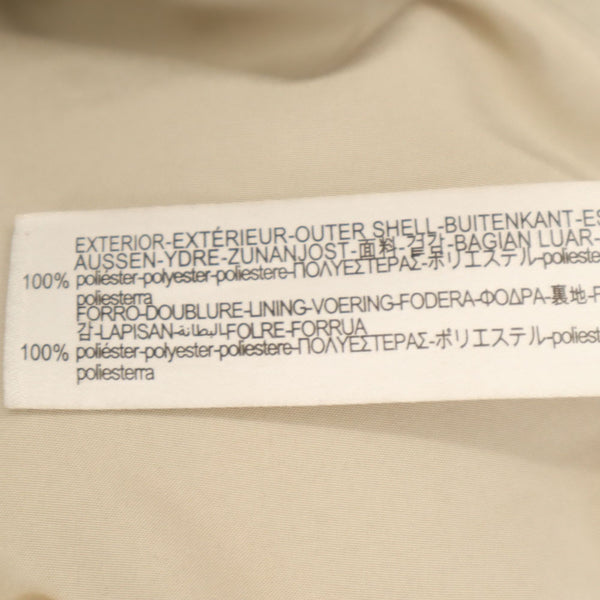 EXTERIOR-EXTÉRIEUR-OUTER SHELL-BUITENKANT-ES
AUSSEN-YDRE-ZUNANJOST-面料-겉감-BAGIAN LUAR-
100% poliéster-polyester-poliestere-ΠΟΛΥΕΣΤΕΡΑΣ-ポリエステル-polieste
poliesterra
FORRO-DOUBLURE-LINING-VOERING-FODERA-ΦΟΔΡΑ-裏地-F
감-LAPISAN-البطانة-FOLRE-FORRUA
100% poliéster-polyester-poliestere-ΠΟΛΥΕΣΤΕΡΑΣ-ポリエステル-poliest
poliesterra